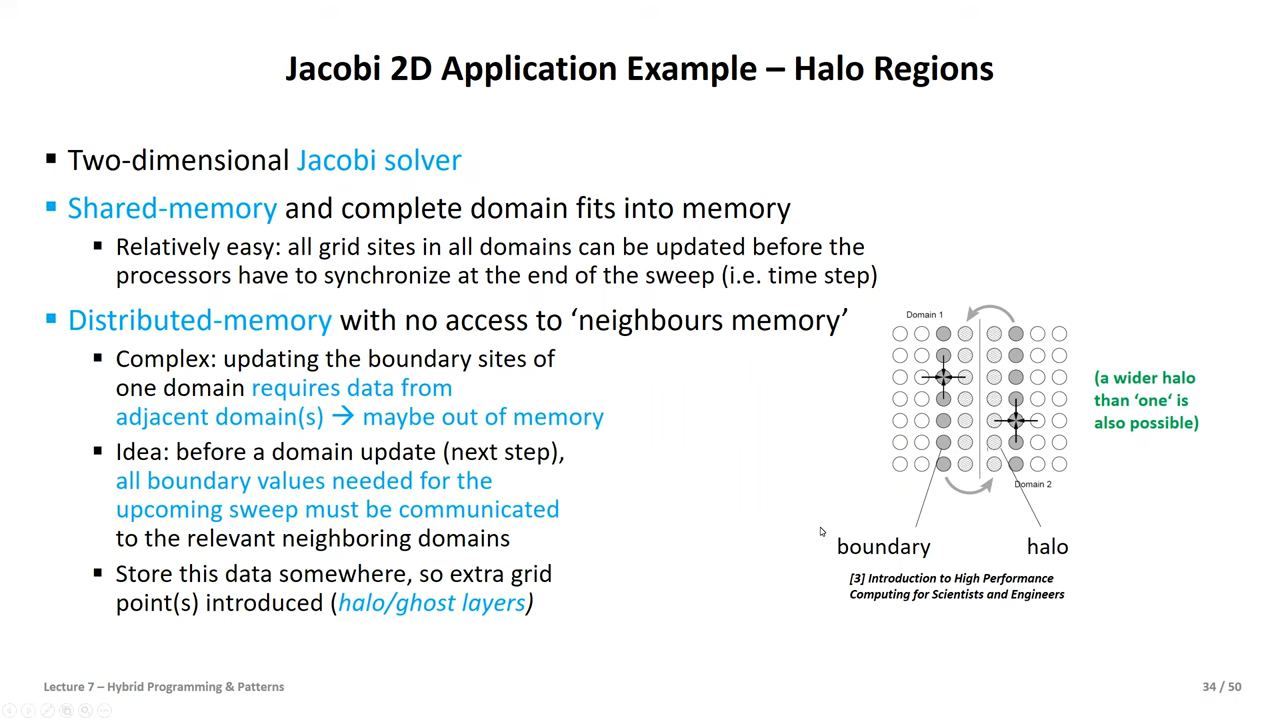 Jacobi 2D Application Example – Halo Regions
▪ Two-dimensional Jacobi solver
▪ Shared-memory and complete domain fits into memory
▪ Relatively easy: all grid sites in all domains can be updated before the
processors have to synchronize at the end of the sweep (i.e. time step)
▪ Distributed-memory with no access to ‘neighbours memory’
▪ Complex: updating the boundary sites of
one domain requires data from
adjacent domain(s) → maybe out of memory
▪ Idea: before a domain update (next step),
all boundary values needed for the
upcoming sweep must be communicated
to the relevant neighboring domains
▪ Store this data somewhere, so extra grid
point(s) introduced (halo/ghost layers)
Domain 1
Domain 2
boundary
halo
(a wider halo
than ‘one‘ is
also possible)
[3] Introduction to High Performance
Computing for Scientists and Engineers
Lecture 7 – Hybrid Programming & Patterns
34 / 50